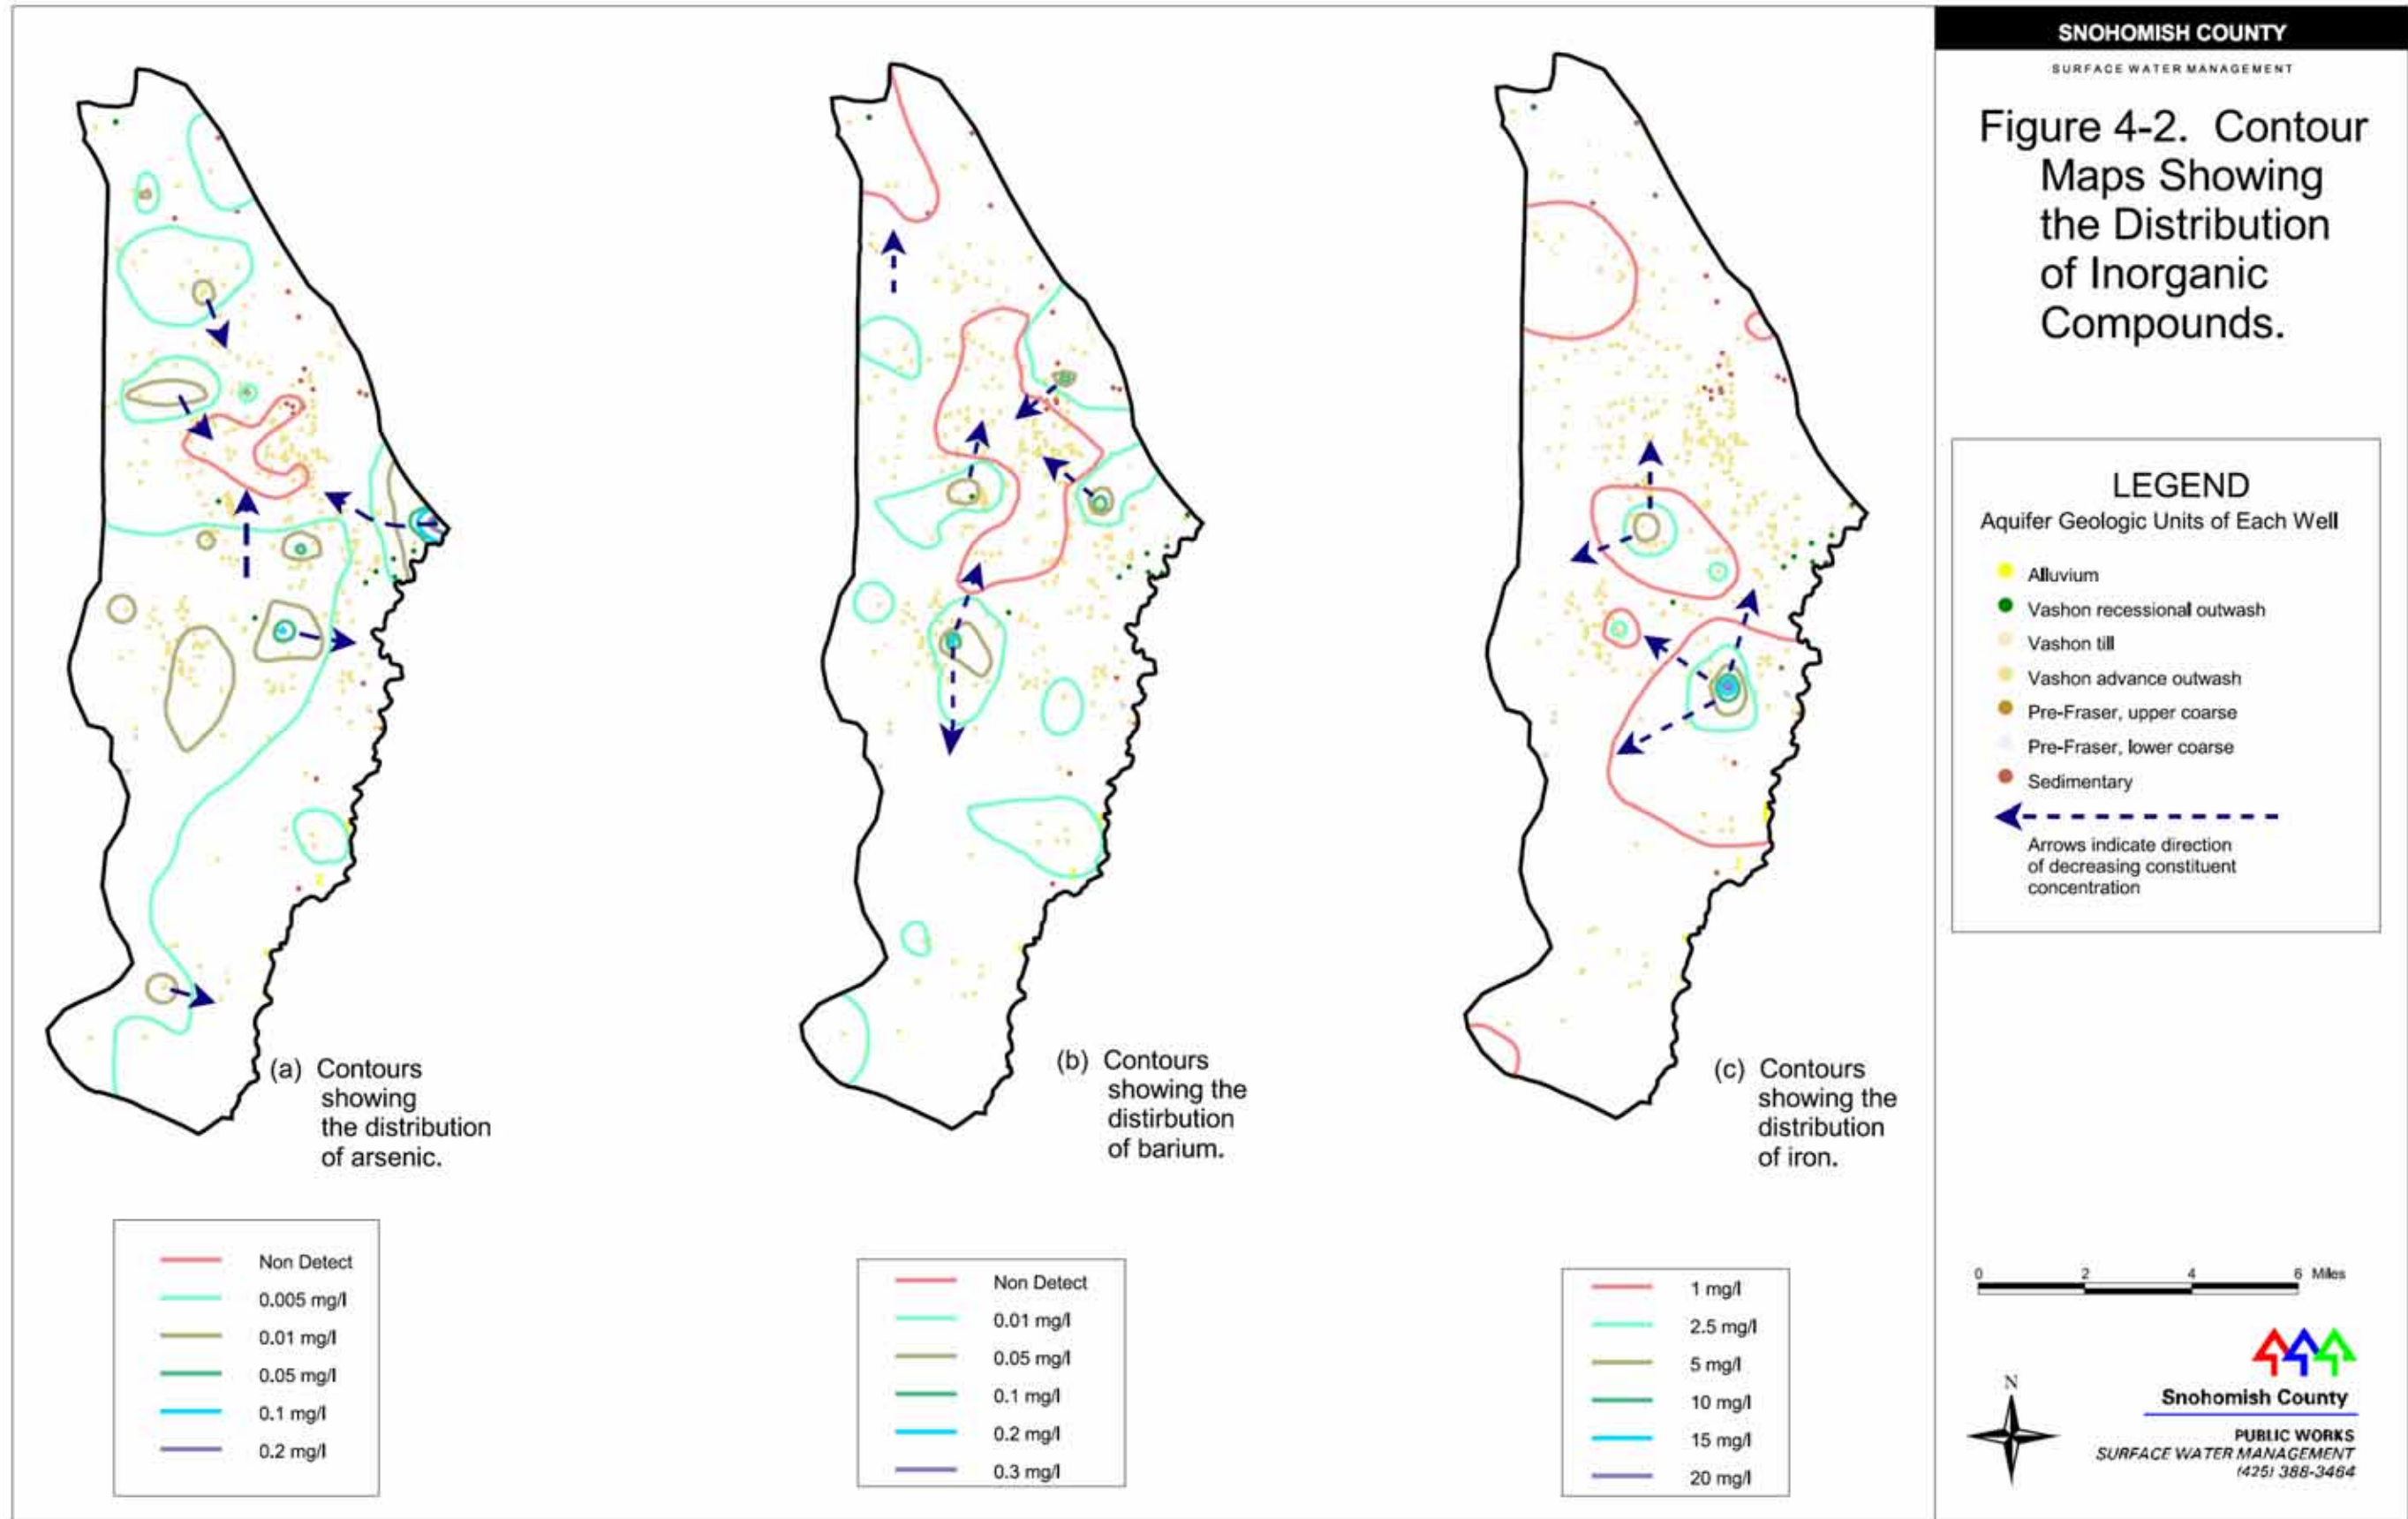 SNOHOMISH COUNTY
SURFACE WATER MANAGEMENT
Figure 4-2. Contour
Maps Showing
the Distribution
of Inorganic
Compounds.
LEGEND
Aquifer Geologic Units of Each Well
Alluvium
Vashon recessional outwash
Vashon till
Vashon advance outwash
Pre-Fraser, upper coarse
Pre-Fraser, lower coarse
Sedimentary
Arrows indicate direction
of decreasing constituent
concentration
(a) Contours
showing
the distribution
of arsenic.
(b) Contours
showing the
distirbution
of barium.
(c) Contours
showing the
distribution
of iron.
Non Detect
0.005 mg/l
0.01 mg/l
0.05 mg/l
0.1 mg/l
0.2 mg/l
Non Detect
0.01 mg/l
0.05 mg/l
0.1 mg/l
0.2 mg/l
0.3 mg/l
1 mg/l
2.5 mg/l
5 mg/l
10 mg/l
15 mg/l
20 mg/l
0 2 4 6 Miles
N
Snohomish County
PUBLIC WORKS
SURFACE WATER MANAGEMENT
(425) 388-3464